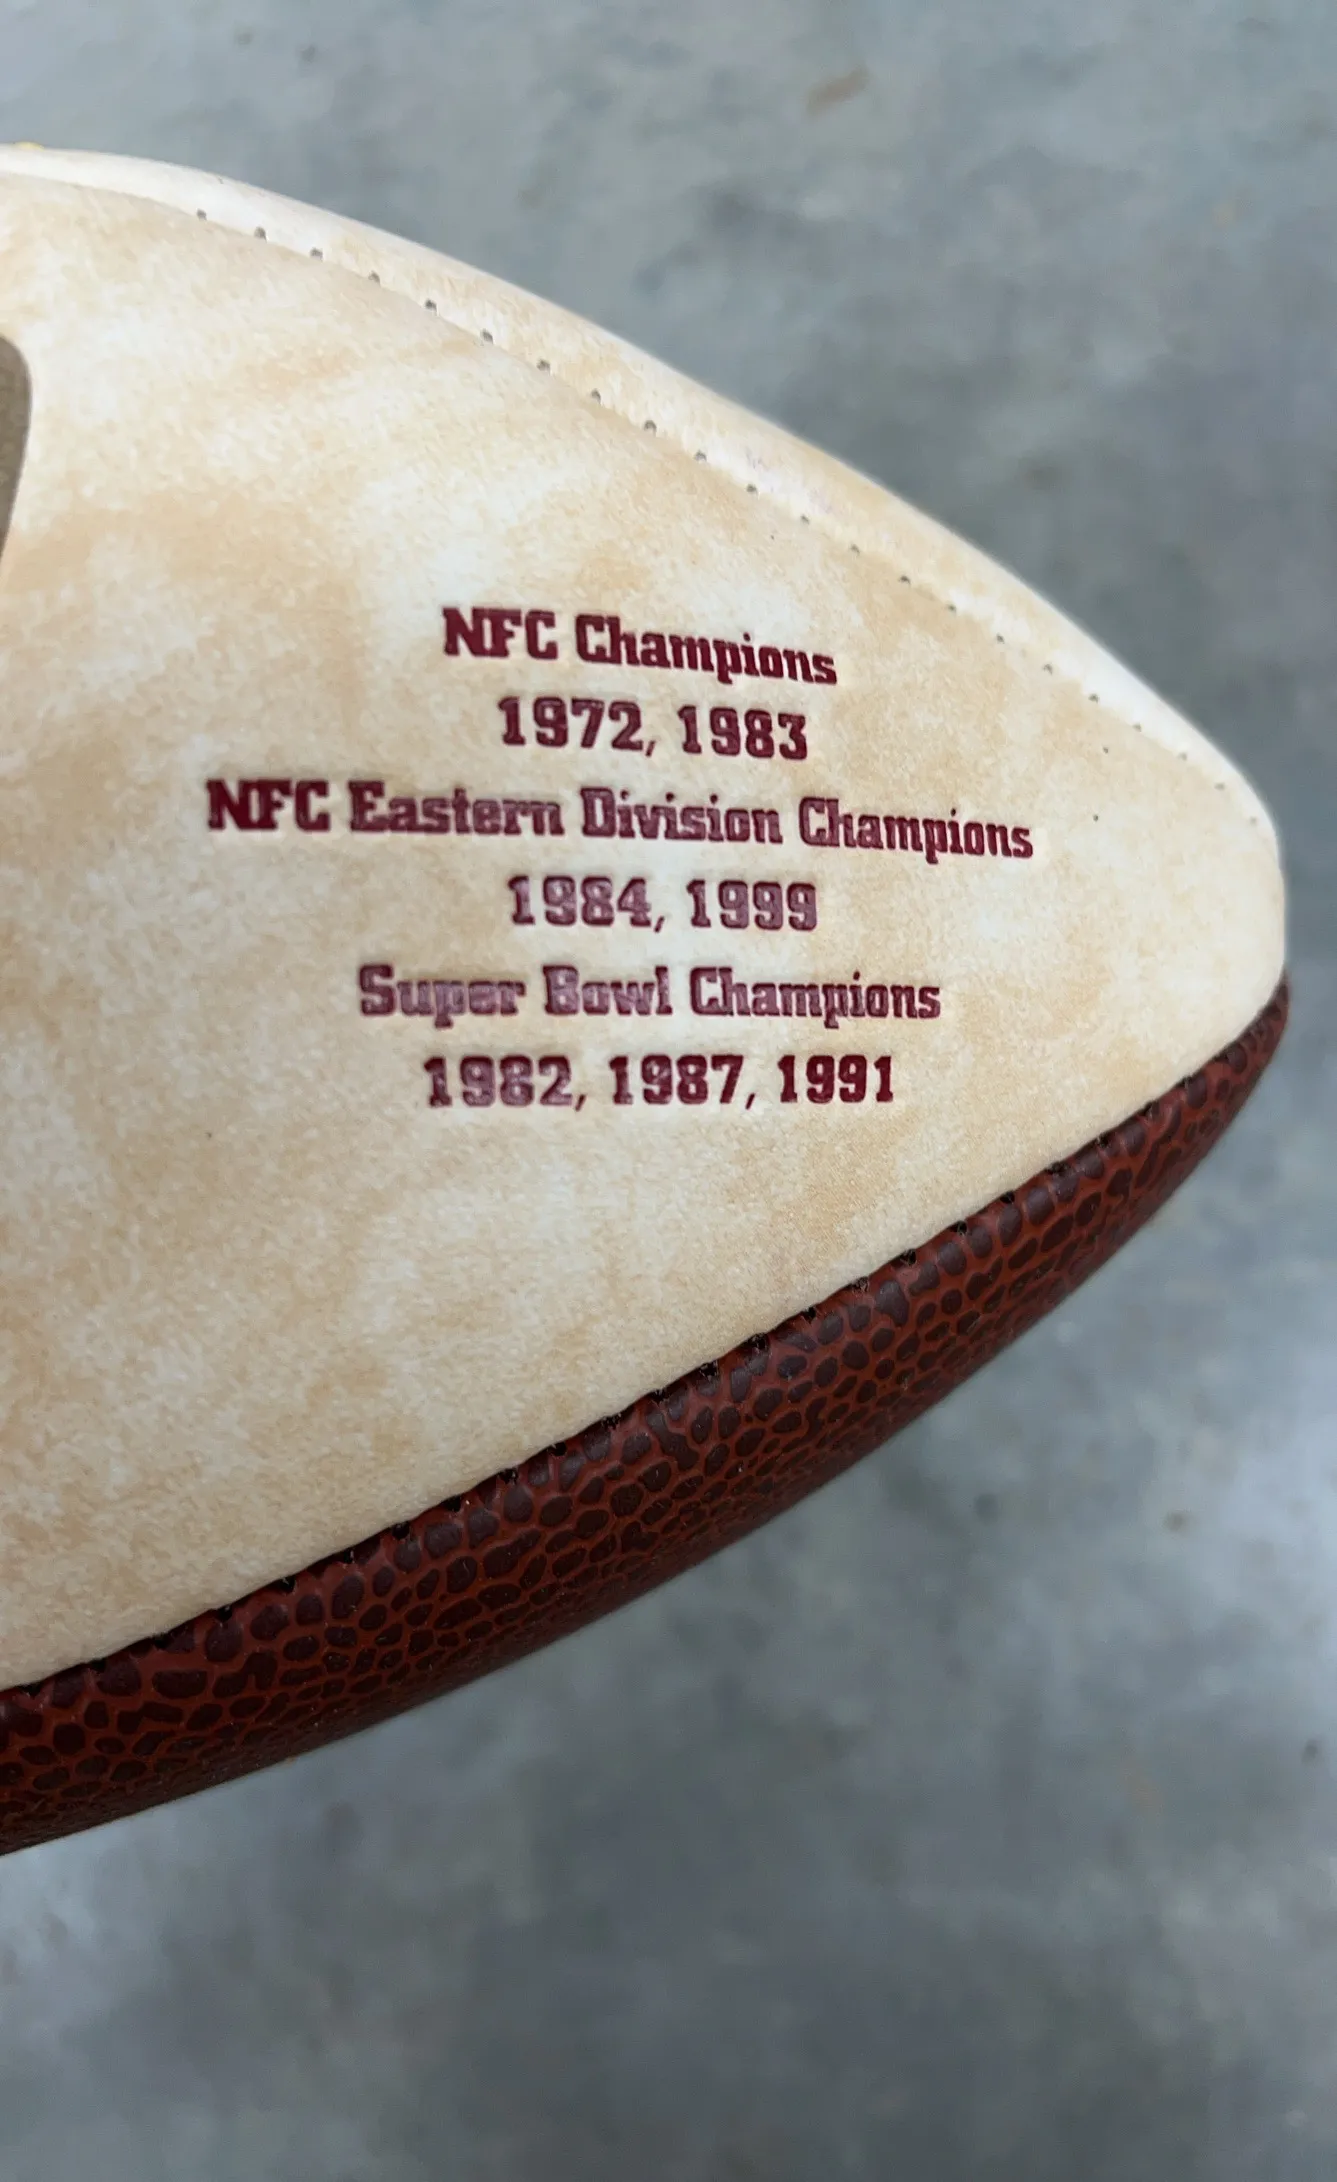 NFC Champions
1972, 1983
NFC Eastern Division Champions
1984, 1999
Super Bowl Champions
1982, 1987, 1991